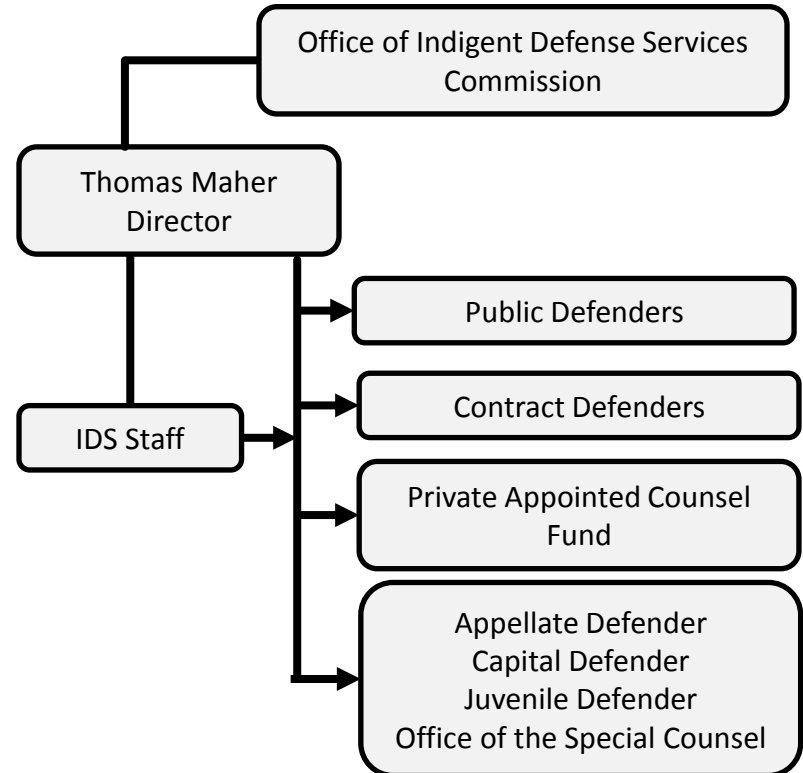 Office of Indigent Defense Services
Commission
Thomas Maher
Director
Public Defenders
Contract Defenders
IDS Staff
Private Appointed Counsel
Fund
Appellate Defender
Capital Defender
Juvenile Defender
Office of the Special Counsel